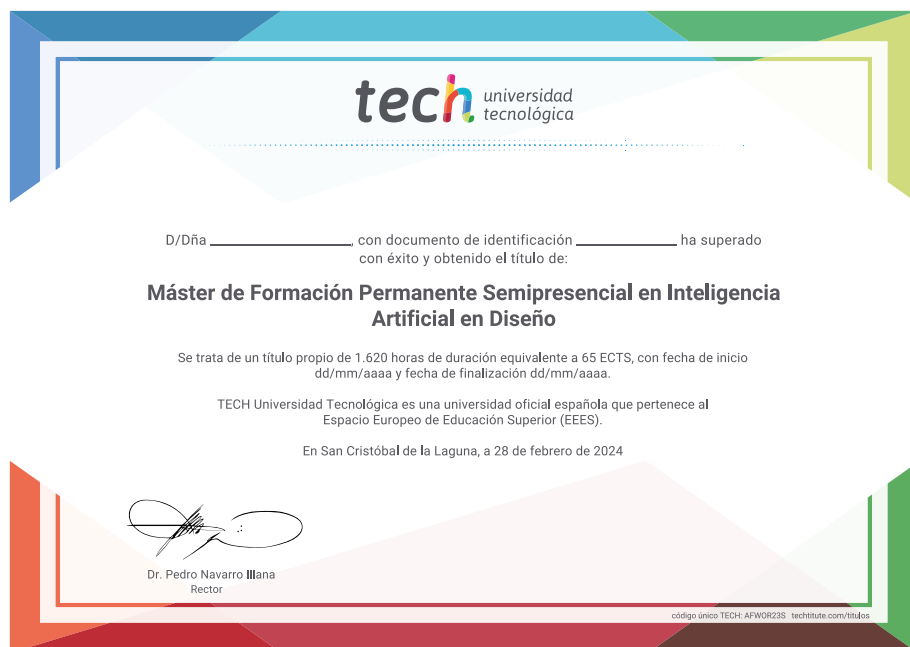 tech universidad
tecnológica
D/Dña ____________________, con documento de identificación ______________ ha superado
con éxito y obtenido el título de:
Máster de Formación Permanente Semipresencial en Inteligencia
Artificial en Diseño
Se trata de un título propio de 1.620 horas de duración equivalente a 65 ECTS, con fecha de inicio
dd/mm/aaaa y fecha de finalización dd/mm/aaaa.
TECH Universidad Tecnológica es una universidad oficial española que pertenece al
Espacio Europeo de Educación Superior (EEES).
En San Cristóbal de la Laguna, a 28 de febrero de 2024
Dr. Pedro Navarro Illana
Rector
código único TECH: AFWOR23S techtitute.com/titulos